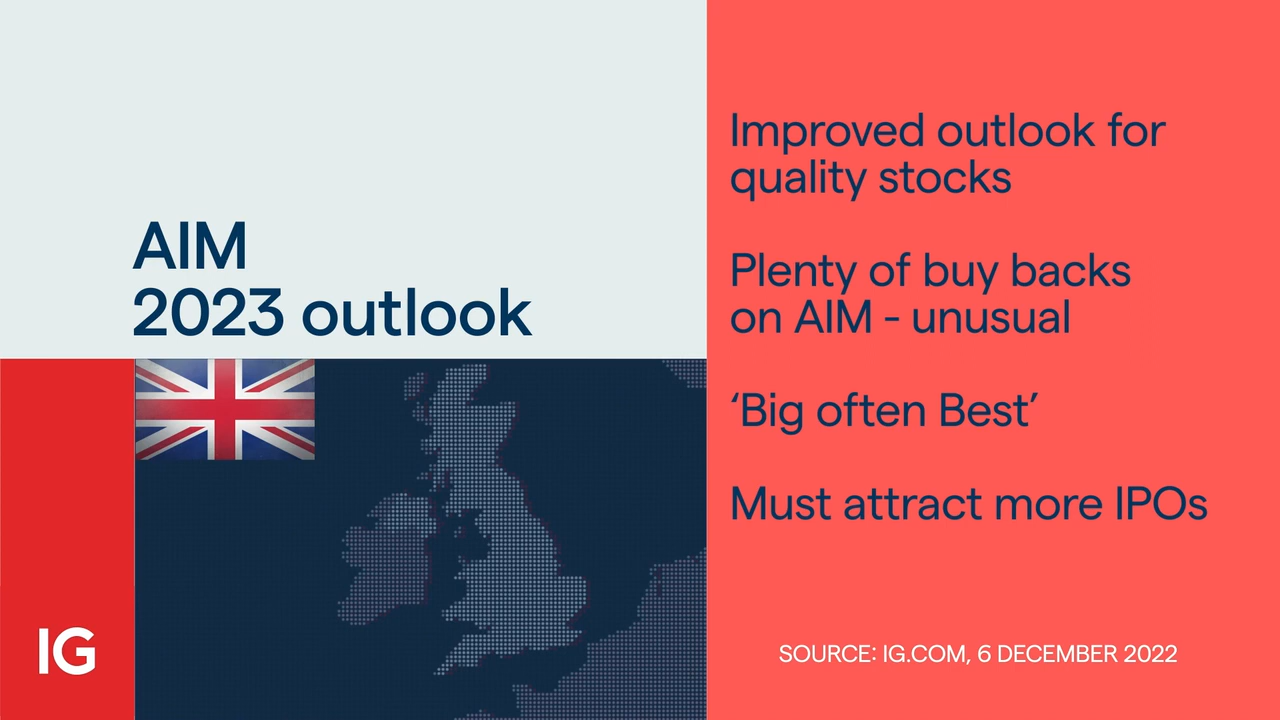 AIM
2023 outlook
IG
Improved outlook for
quality stocks
Plenty of buy backs
on AIM - unusual
‘Big often Best’
Must attract more IPOs
SOURCE: IG.COM, 6 DECEMBER 2022